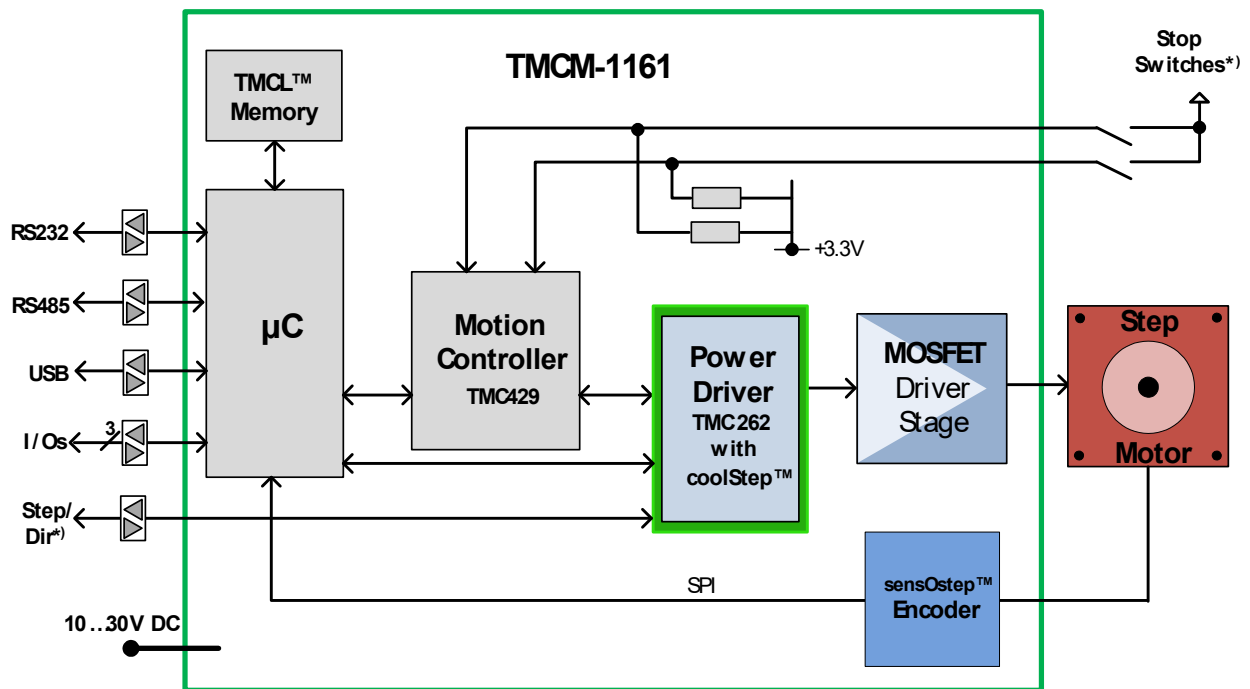 TMCM-1161
Stop
Switches*)
TMCL™
Memory
RS232
RS485
USB
3
I / Os
Step/
Dir*)
10...30V DC
µC
+3.3V
Motion
Controller
TMC429
Power
Driver
TMC262
with
coolStep™
MOSFET
Driver
Stage
Step
Motor
SPI
sensOstep™
Encoder